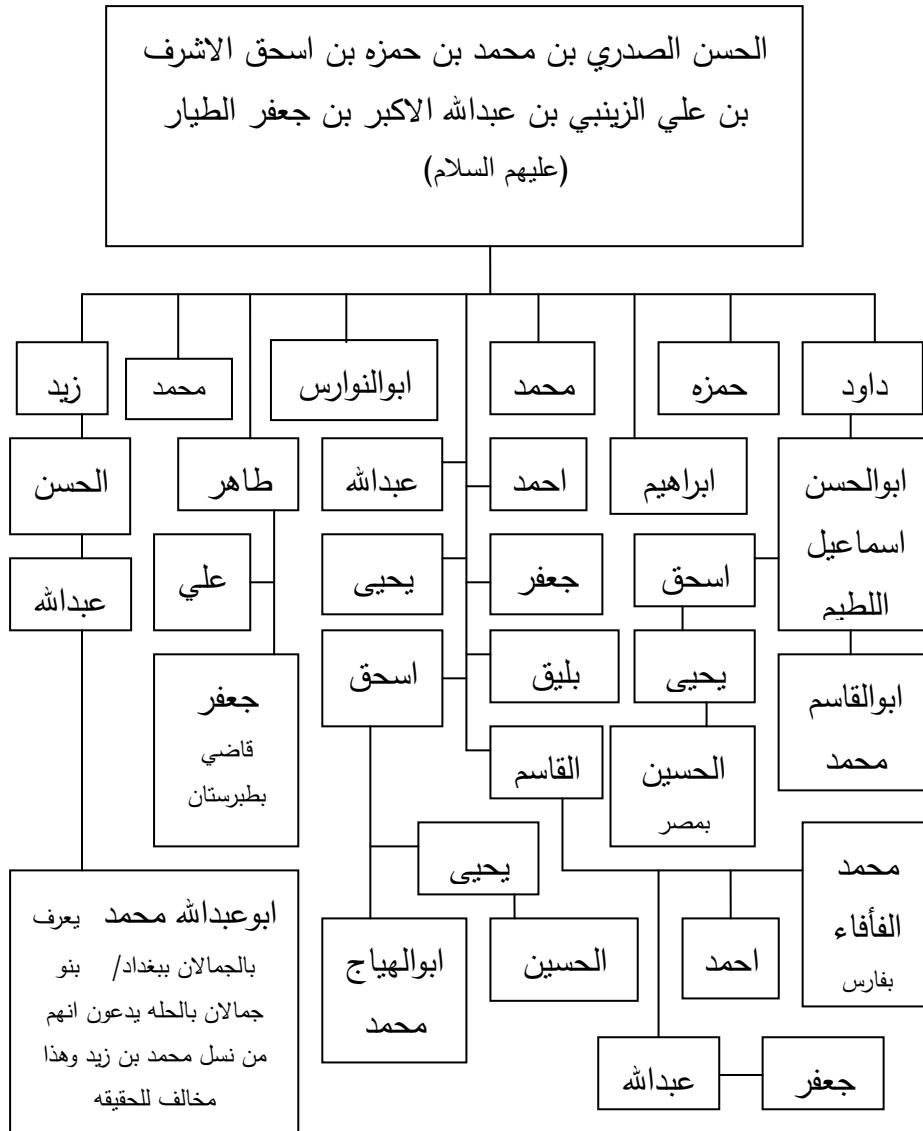 الحسن الصدري بن محمد بن حمزه بن اسحق الاشرف
بن علي الزينبي بن عبدالله الاكبر بن جعفر الطيار
(عليهم السلام)
داود
حمزه
محمد
ابوالنوارس
محمد
زيد
ابوالحسن
اسماعيل
اللطيم
ابراهيم
احمد
عبدالله
طاهر
الحسن
اسحق
جعفر
يحيى
علي
عبدالله
ابوالقاسم
محمد
يحيى
بليق
اسحق
جعفر
قاضي
بطبرستان
الحسين
بمصر
القاسم
محمد
الفأفاء
بفارس
احمد
يحيى
الحسين
ابوالهياج
محمد
ابوعبدالله محمد يعرف
بالجمالان ببغداد/ بنو
جمالان بالحله يدعون انهم
من نسل محمد بن زيد وهذا
مخالف للحقيقه
جعفر
عبدالله